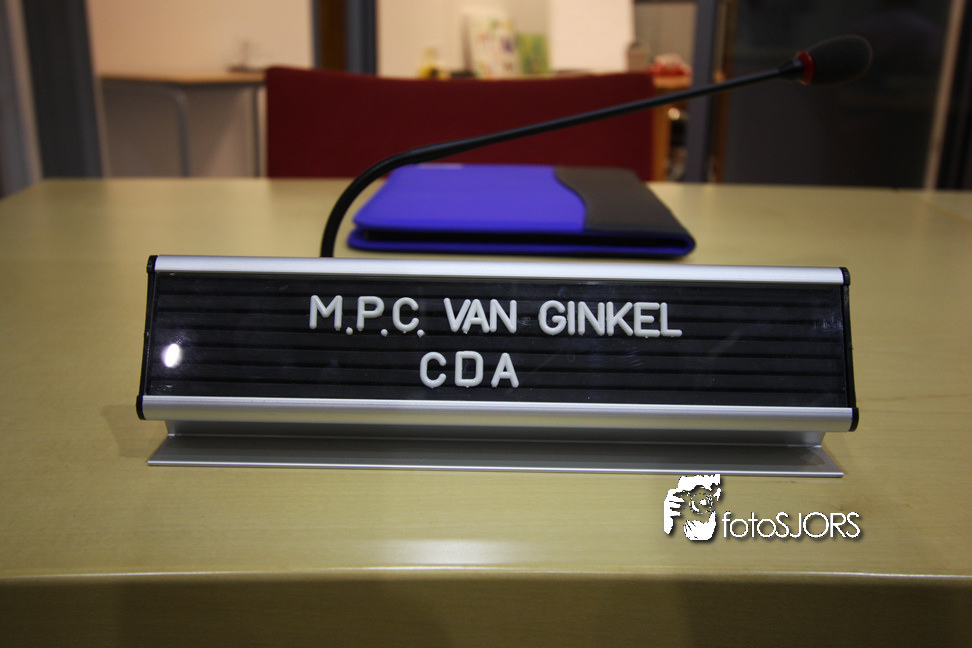 M.P.C. VAN GINKEL
CDA
fotoSJORS